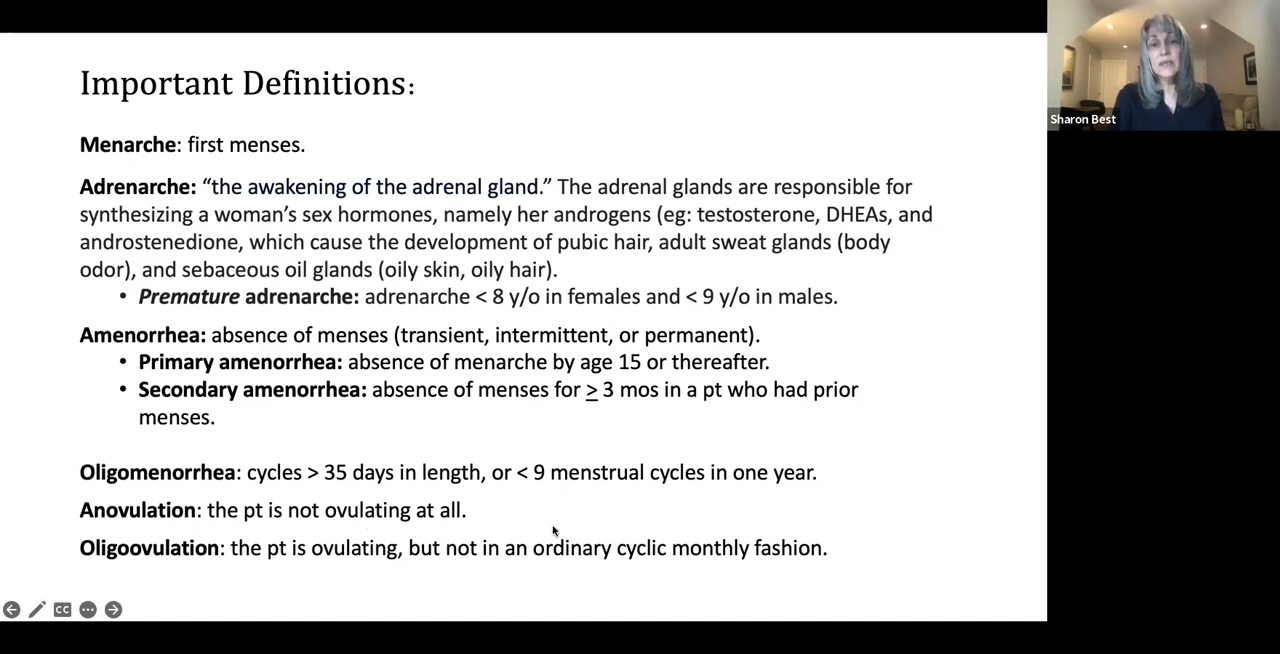 Important Definitions:
Menarche: first menses.
Adrenarche: “the awakening of the adrenal gland.” The adrenal glands are responsible for
synthesizing a woman’s sex hormones, namely her androgens (eg: testosterone, DHEAs, and
androstenedione, which cause the development of pubic hair, adult sweat glands (body
odor), and sebaceous oil glands (oily skin, oily hair).
• Premature adrenarche: adrenarche < 8 y/o in females and < 9 y/o in males.
Amenorrhea: absence of menses (transient, intermittent, or permanent).
• Primary amenorrhea: absence of menarche by age 15 or thereafter.
• Secondary amenorrhea: absence of menses for > 3 mos in a pt who had prior
menses.
Oligomenorrhea: cycles > 35 days in length, or < 9 menstrual cycles in one year.
Anovulation: the pt is not ovulating at all.
Oligoovulation: the pt is ovulating, but not in an ordinary cyclic monthly fashion.
CC
Sharon Best